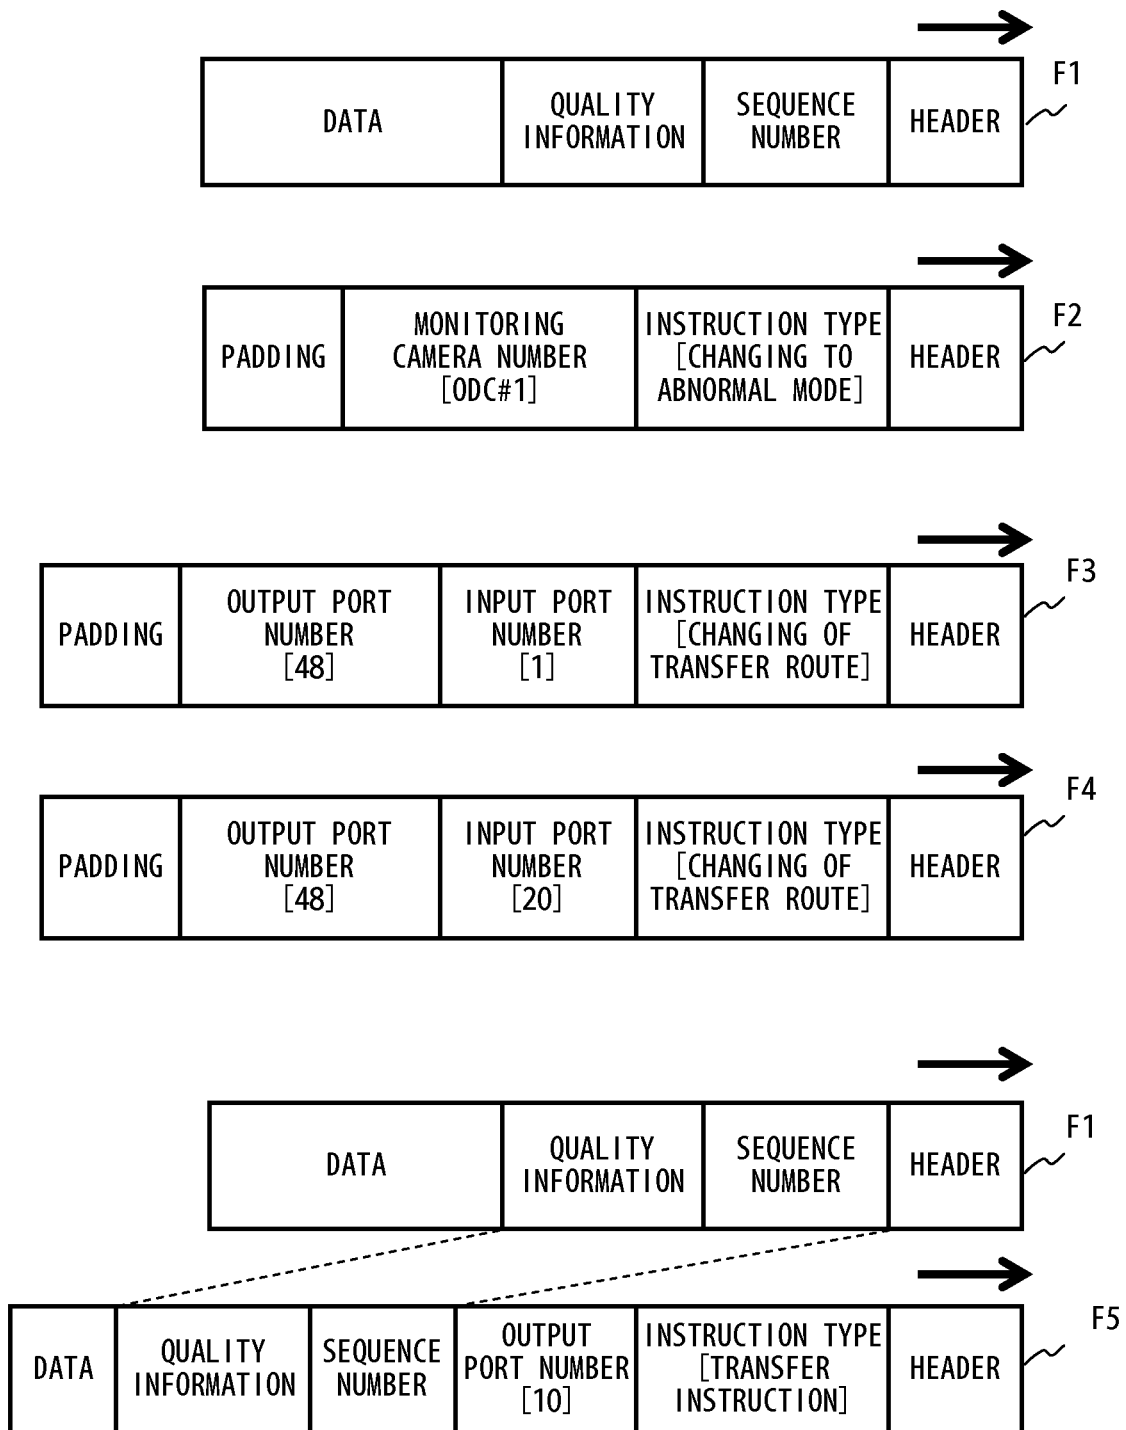 F1
DATA
QUALITY
INFORMATION
SEQUENCE
NUMBER
HEADER
F2
PADDING
MONITORING
CAMERA NUMBER
[ODC#1]
INSTRUCTION TYPE
[CHANGING TO
ABNORMAL MODE]
HEADER
F3
PADDING
OUTPUT PORT
NUMBER
[48]
INPUT PORT
NUMBER
[1]
INSTRUCTION TYPE
[CHANGING OF
TRANSFER ROUTE]
HEADER
F4
PADDING
OUTPUT PORT
NUMBER
[48]
INPUT PORT
NUMBER
[20]
INSTRUCTION TYPE
[CHANGING OF
TRANSFER ROUTE]
HEADER
F1
DATA
QUALITY
INFORMATION
SEQUENCE
NUMBER
HEADER
F5
DATA
QUALITY
INFORMATION
SEQUENCE
NUMBER
OUTPUT
PORT NUMBER
[10]
INSTRUCTION TYPE
[TRANSFER
INSTRUCTION]
HEADER